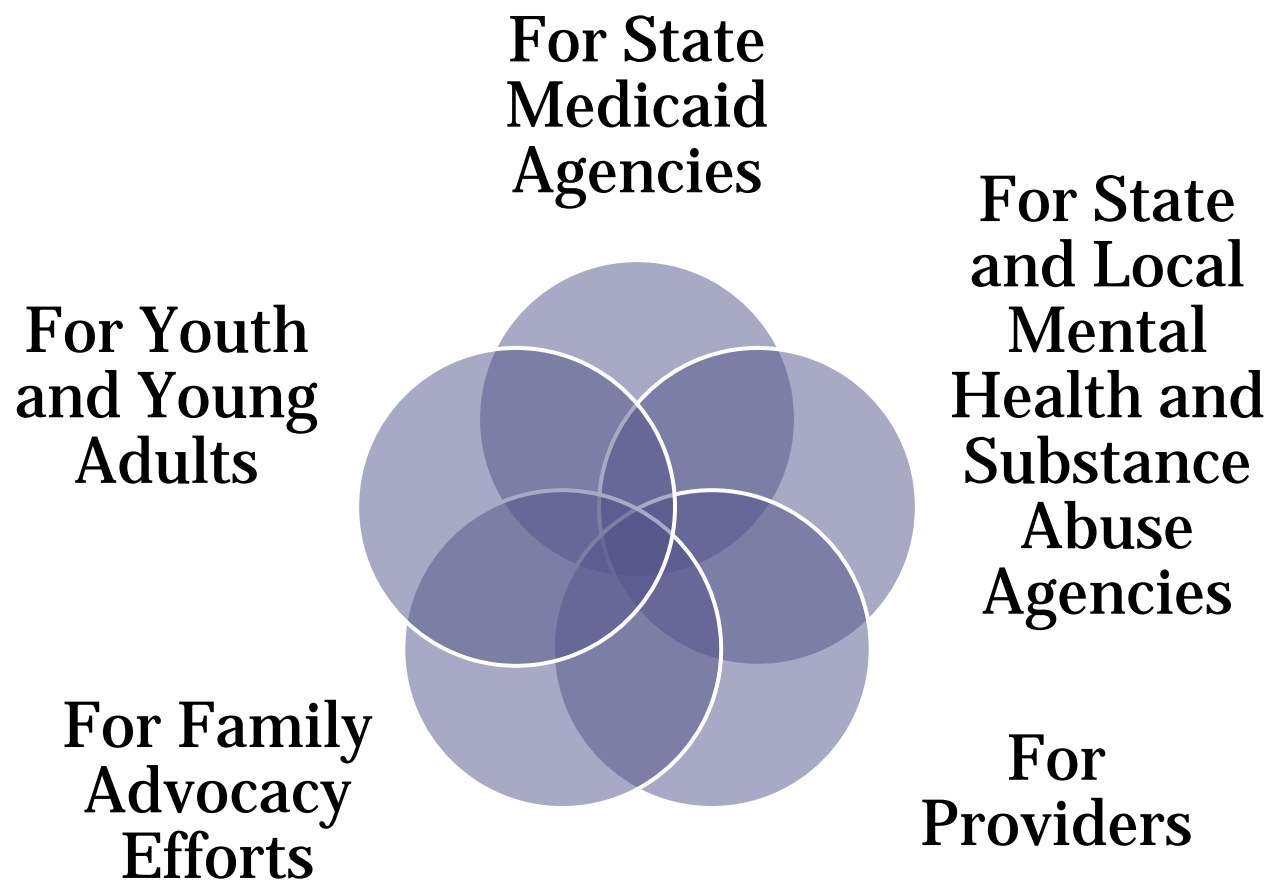 For State
Medicaid
Agencies
For State
and Local
Mental
Health and
Substance
Abuse
Agencies
For Youth
and Young
Adults
For Family
Advocacy
Efforts
For
Providers